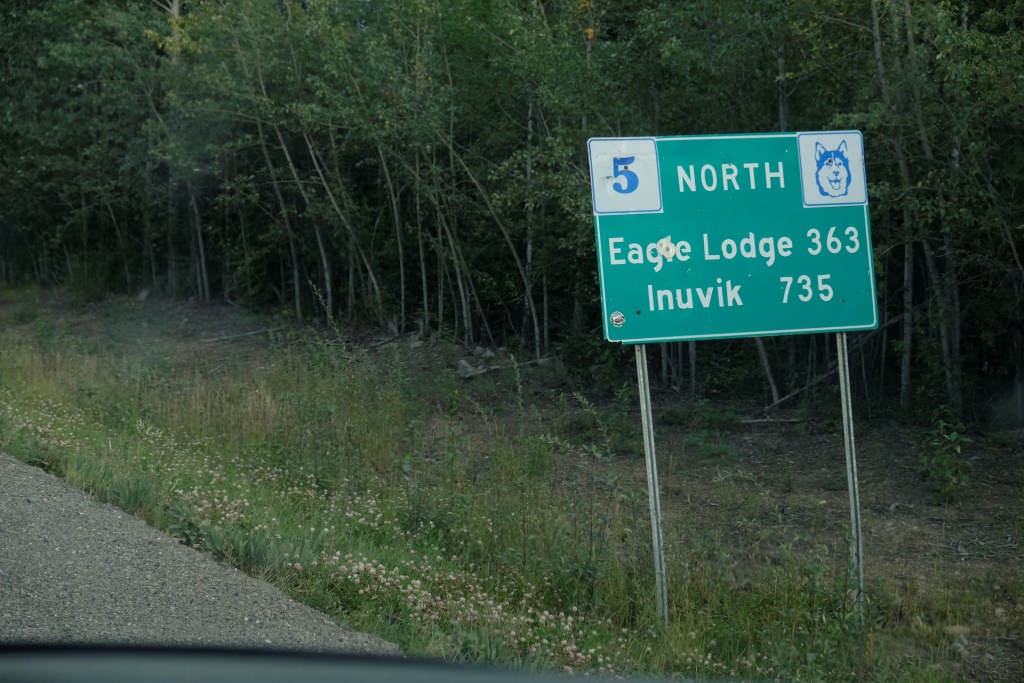 5 NORTH
Eagle Lodge 363
Inuvik 735